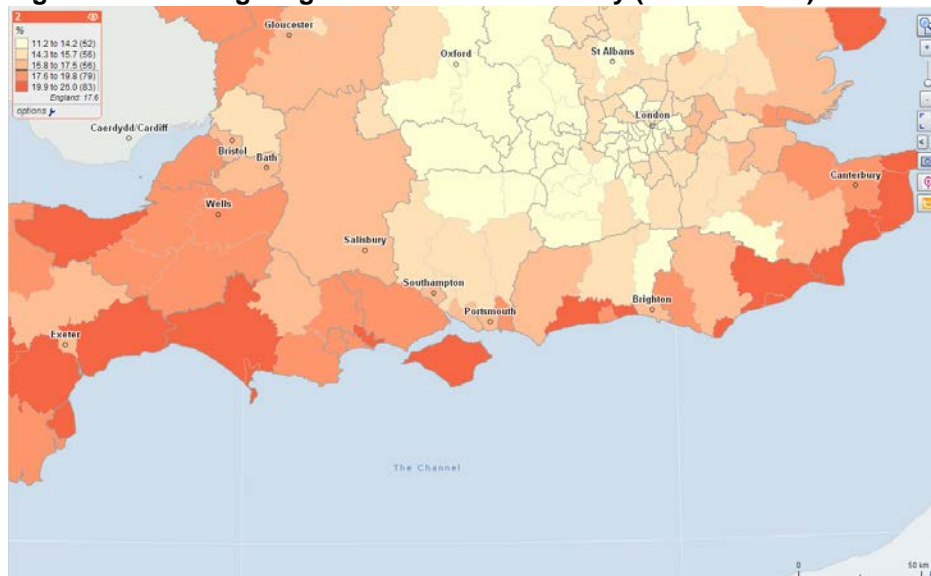 2
%
11.2 to 14.2 (52)
14.3 to 15.7 (56)
15.8 to 17.5 (56)
17.6 to 19.8 (79)
19.9 to 26.0 (83)
England: 17.6
options
Gloucester
Oxford
St Albans
Caerdydd/Cardiff
London
Bristol
Bath
Canterbury
Wells
Salisbury
Southampton
Portsmouth
Brighton
Exeter
The Channel
0
50 km